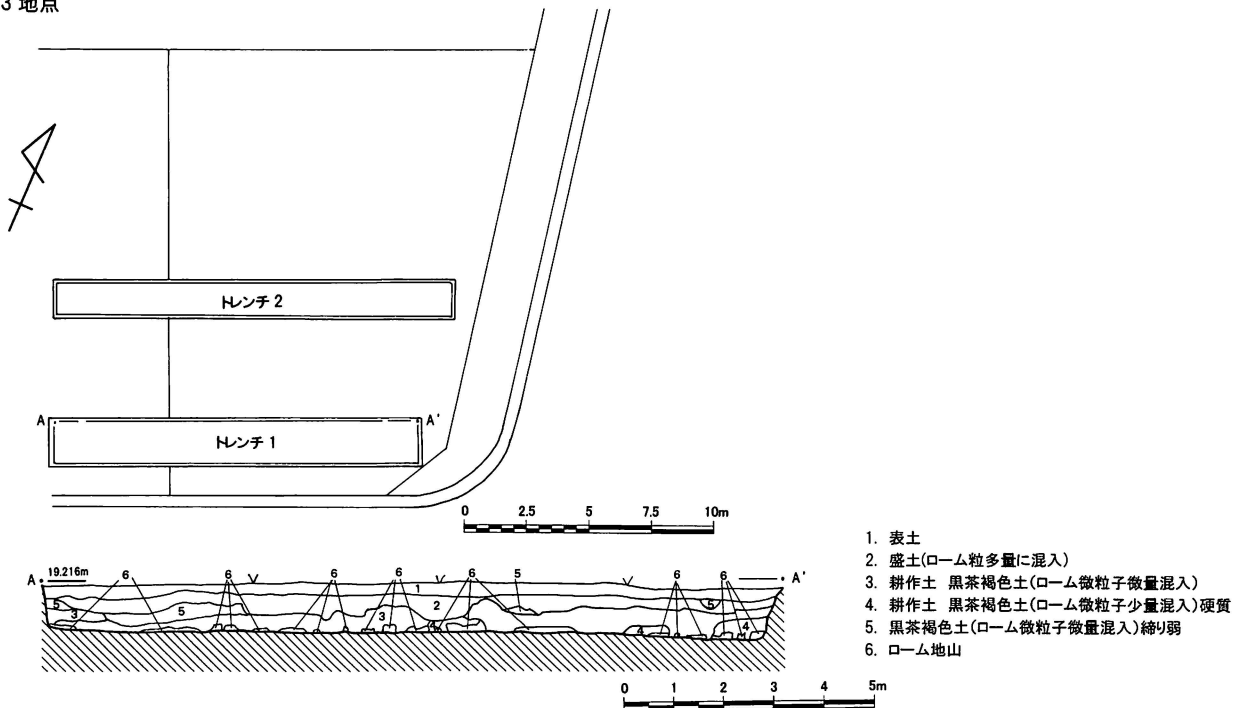 3 地点
トレンチ 2
A A'
トレンチ 1
0 2.5 5 7.5 10m
A 19.216m 6 6 6 6 6 5 6 6 A'
1
5 5 2 5
3 3 4 4 4
0 1 2 3 4 5m
1. 表土
2. 盛土(ローム粒多量に混入)
3. 耕作土 黒茶褐色土(ローム微粒子微量混入)
4. 耕作土 黒茶褐色土(ローム微粒子少量混入)硬質
5. 黒茶褐色土(ローム微粒子微量混入)締り弱
6. ローム地山